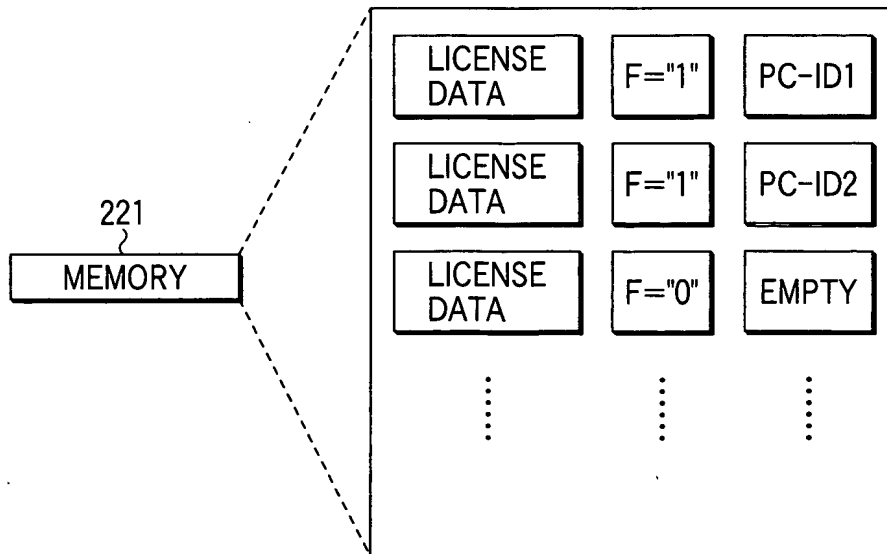 LICENSE
DATA
F="1"
PC-ID1
LICENSE
DATA
F="1"
PC-ID2
221
MEMORY
LICENSE
DATA
F="0"
EMPTY